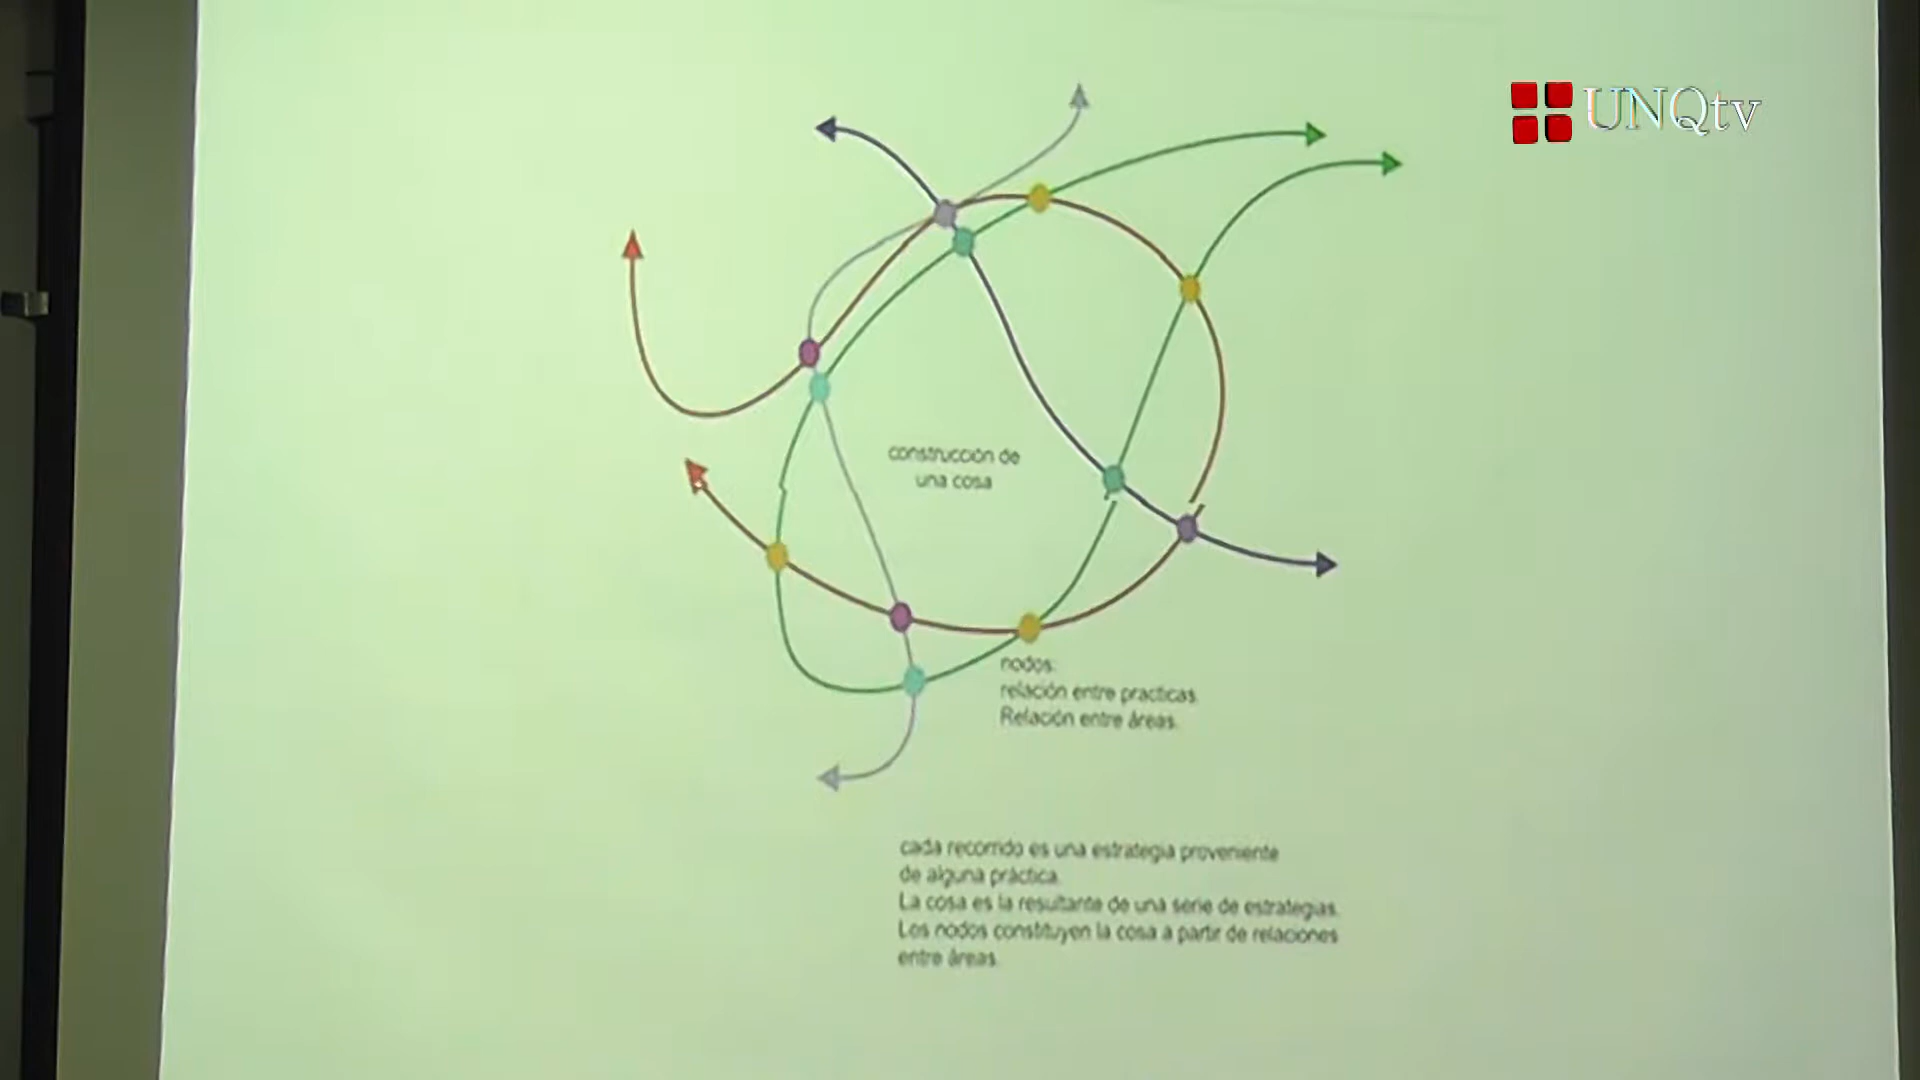 UNQtv
construcción de
una cosa
nodos:
relación entre practicas.
Relación entre áreas.
cada recorrido es una estrategia proveniente
de alguna práctica.
La cosa es la resultante de una serie de estrategias.
Los nodos constituyen la cosa a partir de relaciones
entre áreas.